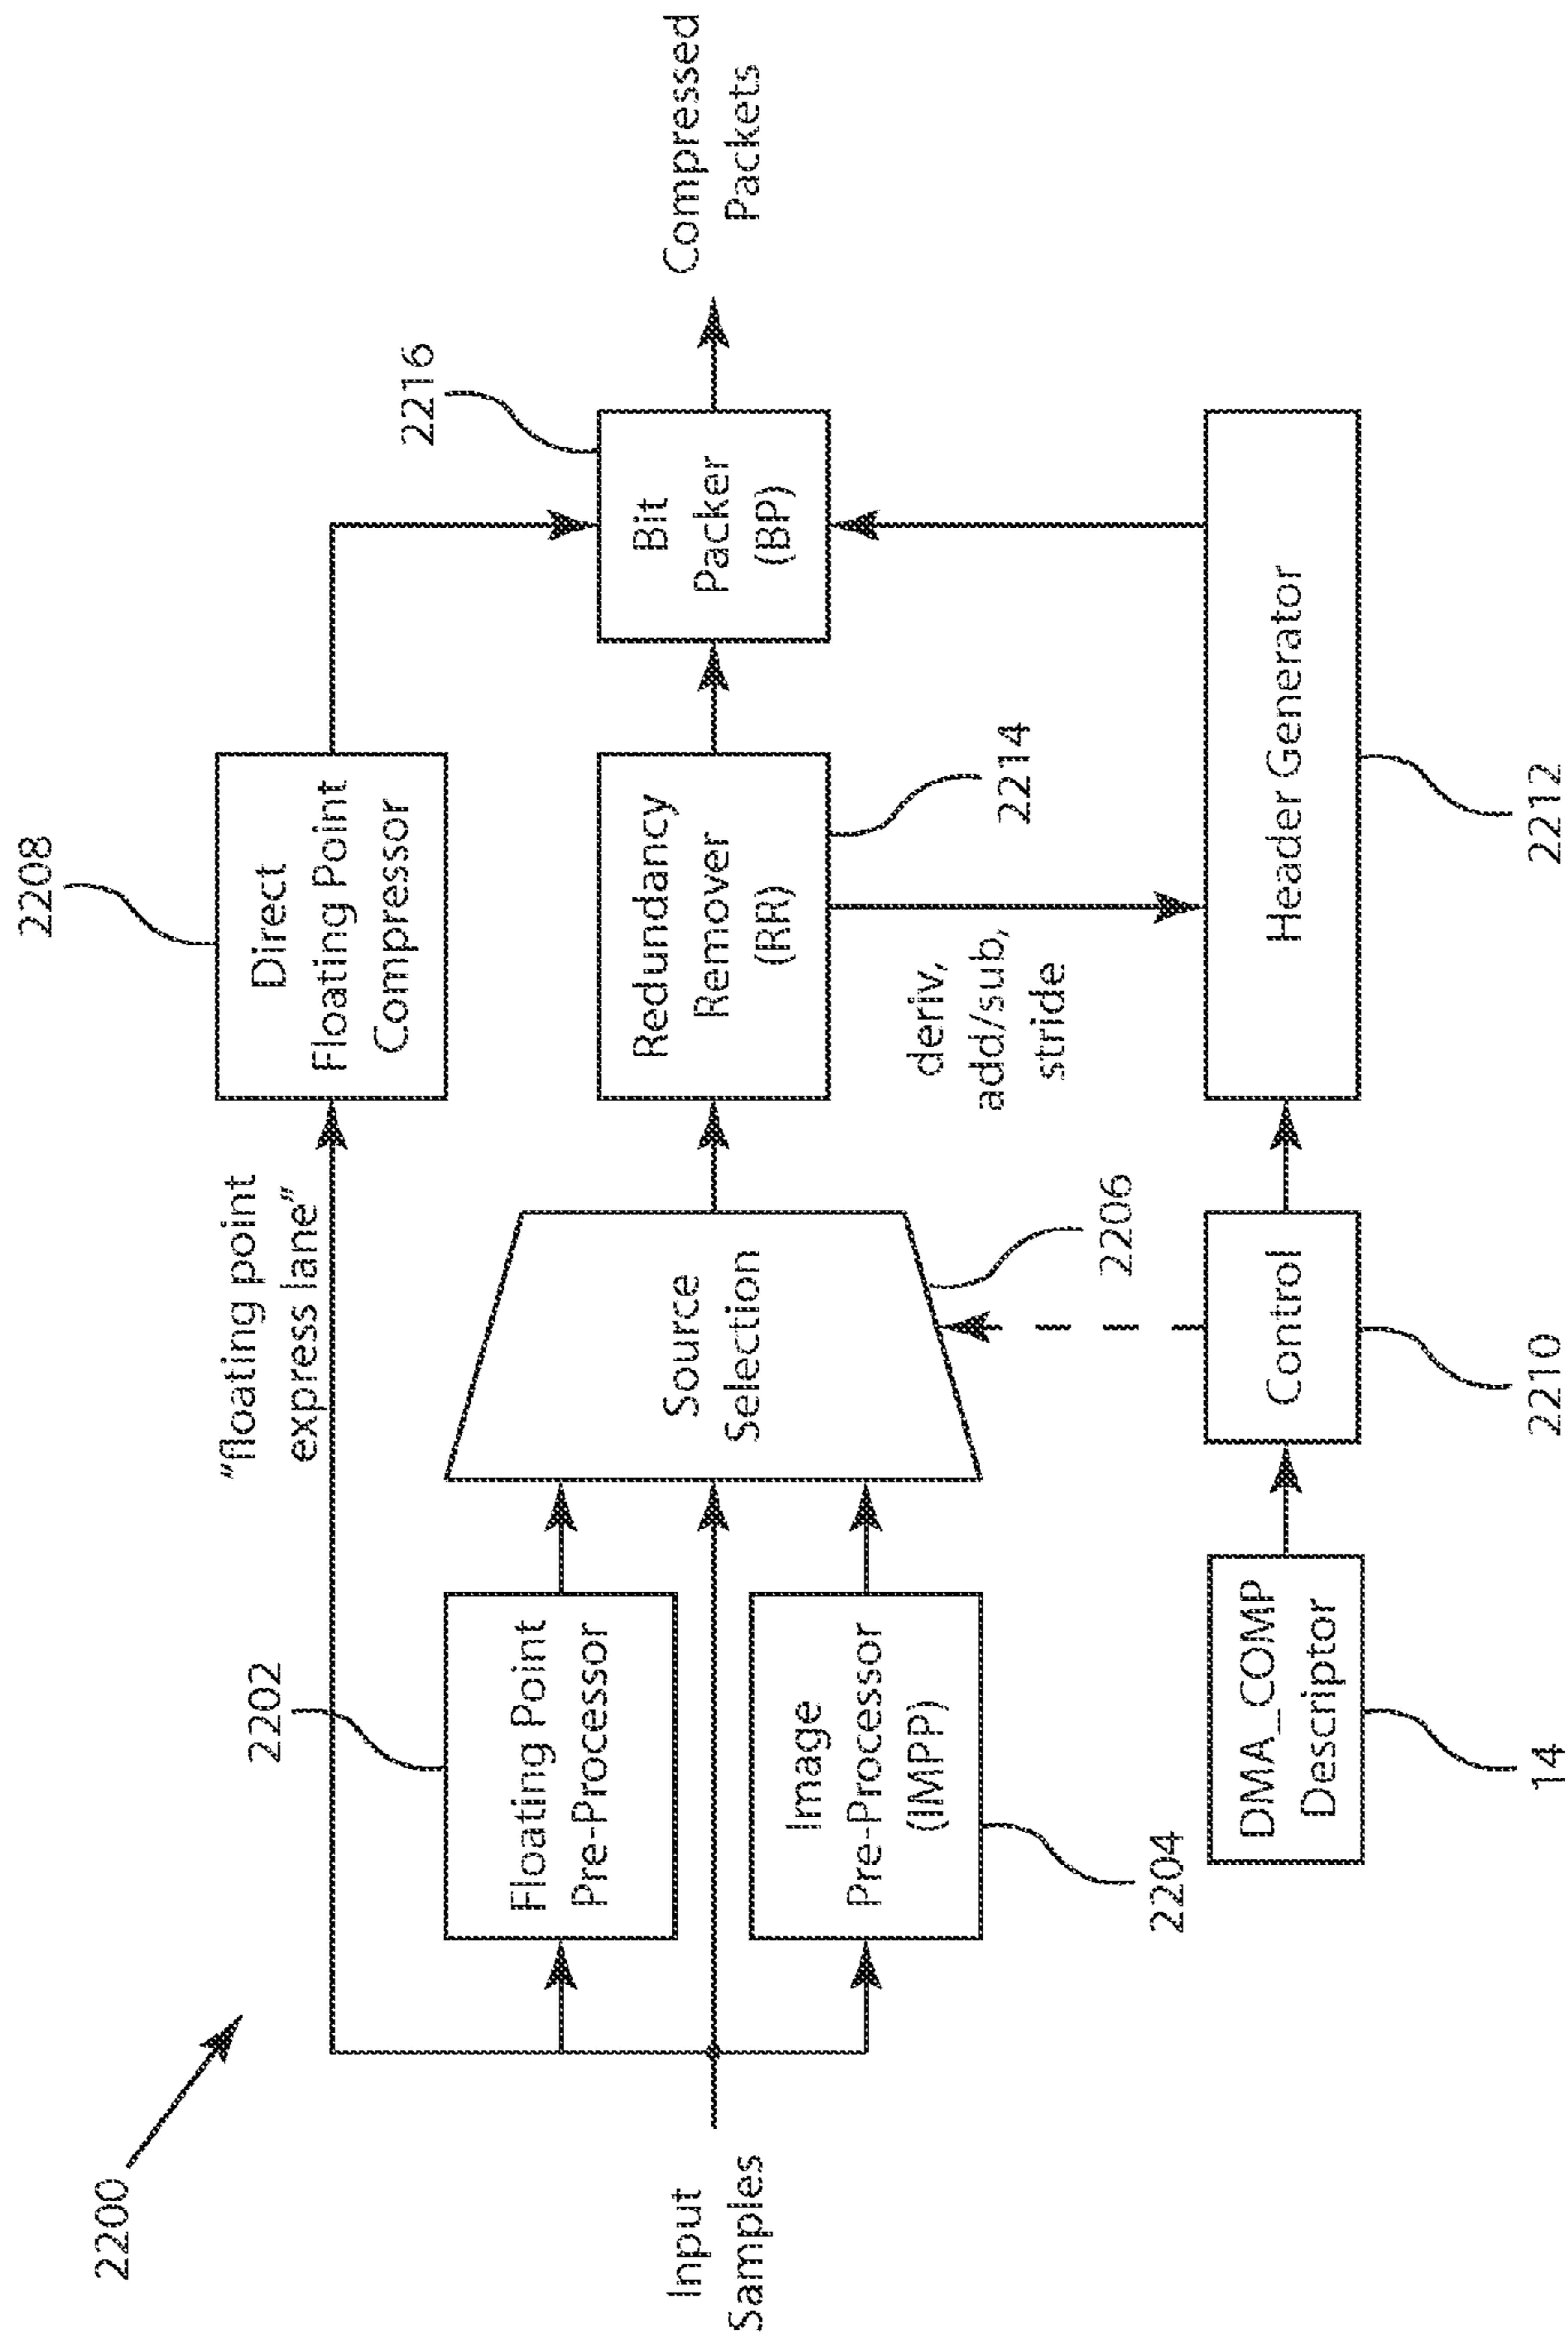 2200
2208
Direct
Floating Point
Compressor
"floating point
express lane"
2202
Floating Point
Pre-Processor
Input
Samples
Source
Selection
2206
Redundancy
Remover
(RR)
2214
2216
Bit
Packer
(BP)
Compressed
Packets
Image
Pre-Processor
(IMPP)
2204
deriv,
add/sub,
stride
DMA_COMP
Descriptor
14
Control
2210
Header Generator
2212